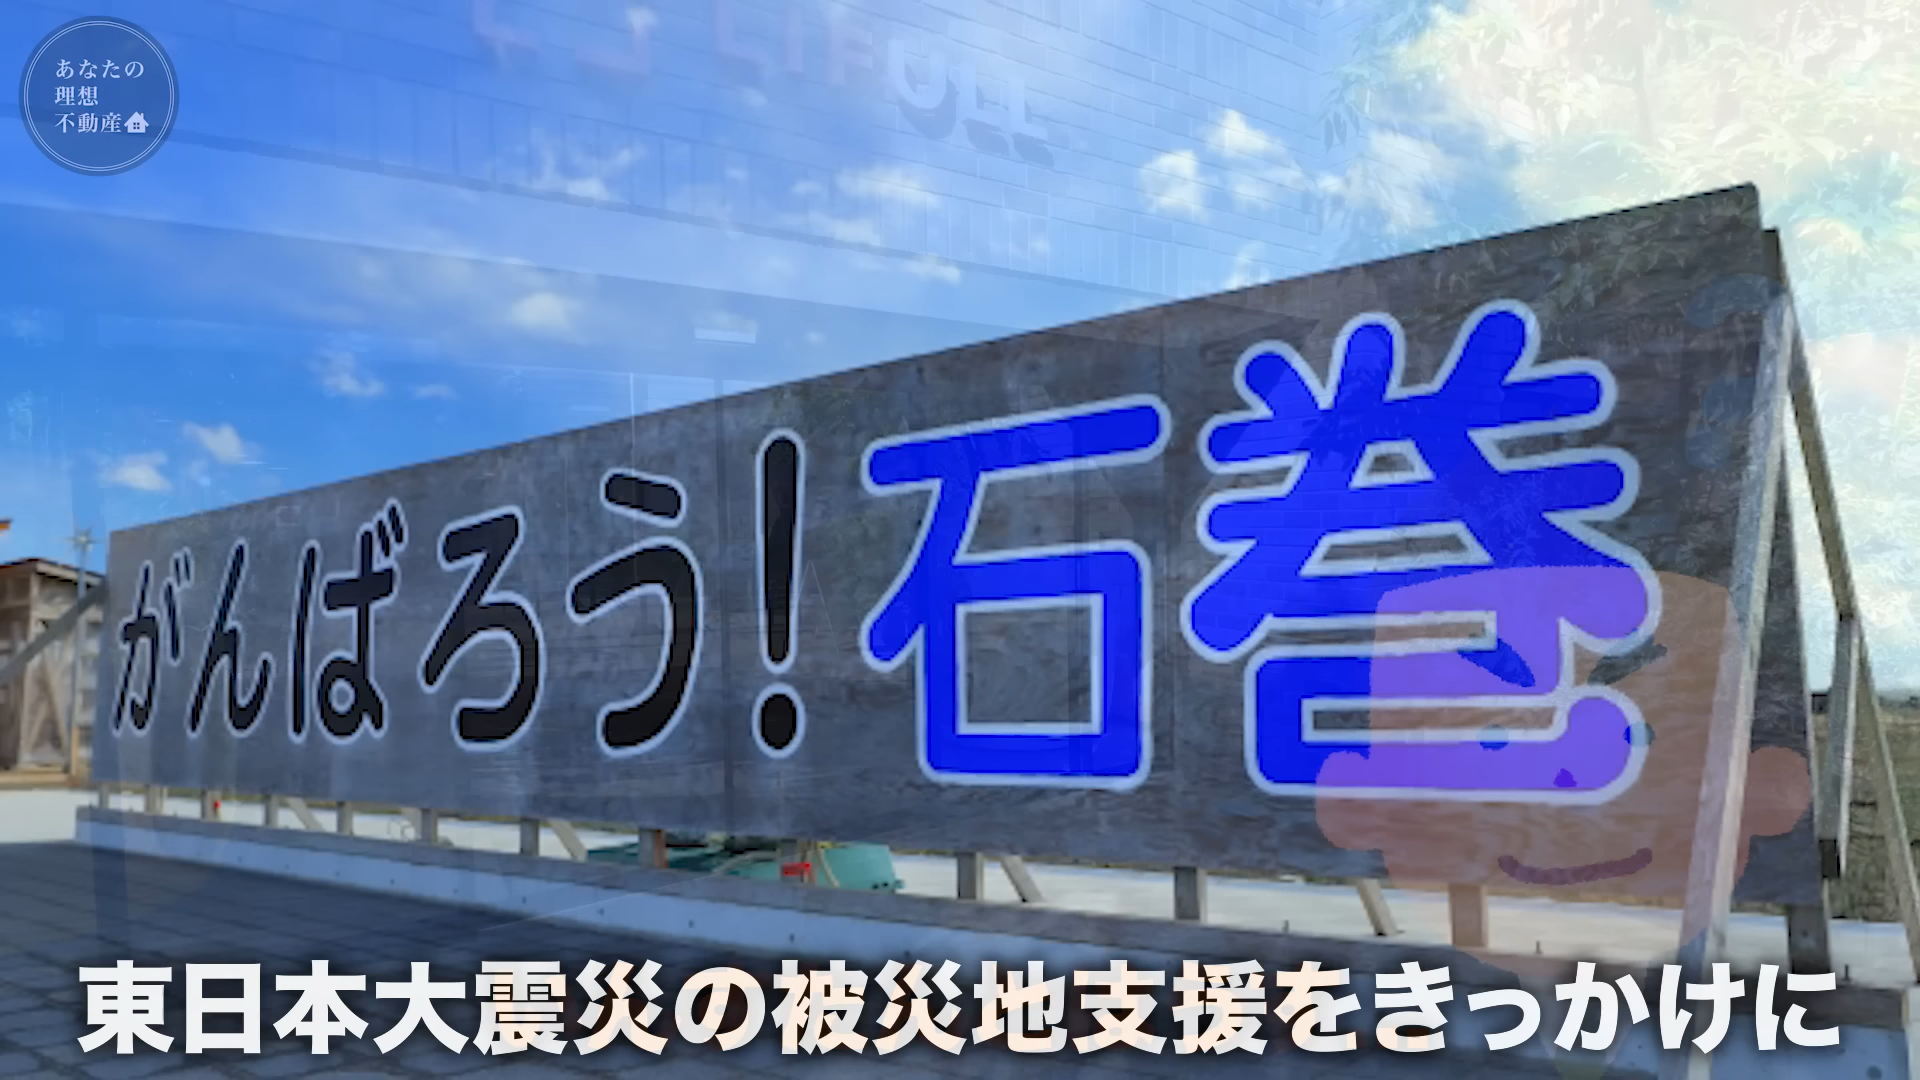 あなたの
理想
不動産
LIFULL
がんばろう!石巻
東日本大震災の被災地支援をきっかけに